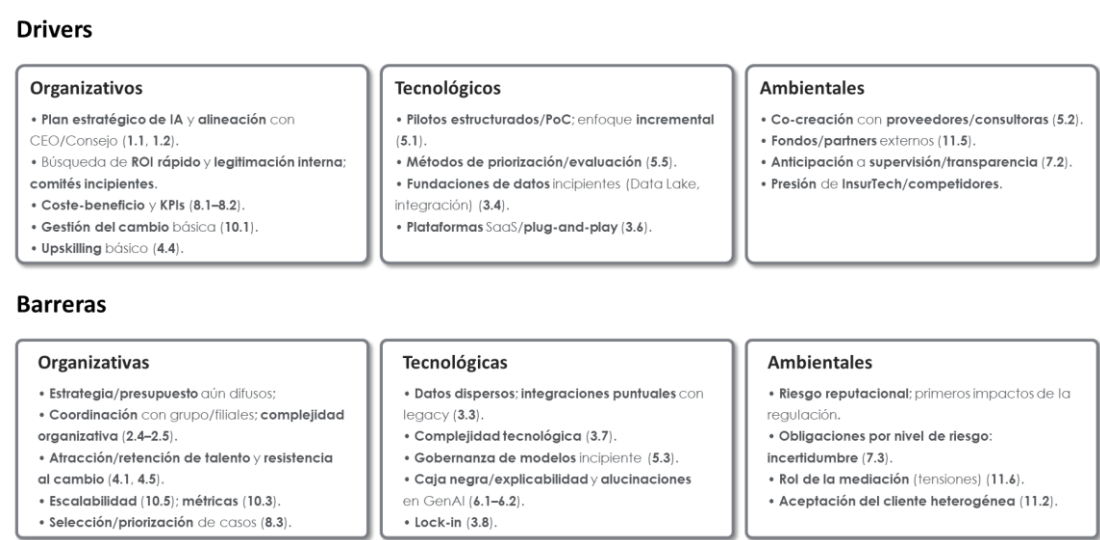 Drivers
Organizativos
• Plan estratégico de IA y alineación con
CEO/Consejo (1.1, 1.2).
• Búsqueda de ROI rápido y legitimación interna;
comités incipientes.
• Coste-beneficio y KPIs (8.1–8.2).
• Gestión del cambio básica (10.1).
• Upskilling básico (4.4).
Tecnológicos
• Pilotos estructurados/PoC; enfoque incremental
(5.1).
• Métodos de priorización/evaluación (5.5).
• Fundaciones de datos incipientes (Data Lake,
integración) (3.4).
• Plataformas SaaS/plug-and-play (3.6).
Ambientales
• Co-creación con proveedores/consultoras (5.2).
• Fondos/partners externos (11.5).
• Anticipación a supervisión/transparencia (7.2).
• Presión de InsurTech/competidores.
Barreras
Organizativas
• Estrategia/presupuesto aún difusos;
• Coordinación con grupo/filiales; complejidad
organizativa (2.4–2.5).
• Atracción/retención de talento y resistencia
al cambio (4.1, 4.5).
• Escalabilidad (10.5); métricas (10.3).
• Selección/priorización de casos (8.3).
Tecnológicas
• Datos dispersos; integraciones puntuales con
legacy (3.3).
• Complejidad tecnológica (3.7).
• Gobernanza de modelos incipiente (5.3).
• Caja negra/explicabilidad y alucinaciones
en GenAI (6.1–6.2).
• Lock-in (3.8).
Ambientales
• Riesgo reputacional; primeros impactos de la
regulación.
• Obligaciones por nivel de riesgo:
incertidumbre (7.3).
• Rol de la mediación (tensiones) (11.6).
• Aceptación del cliente heterogénea (11.2).